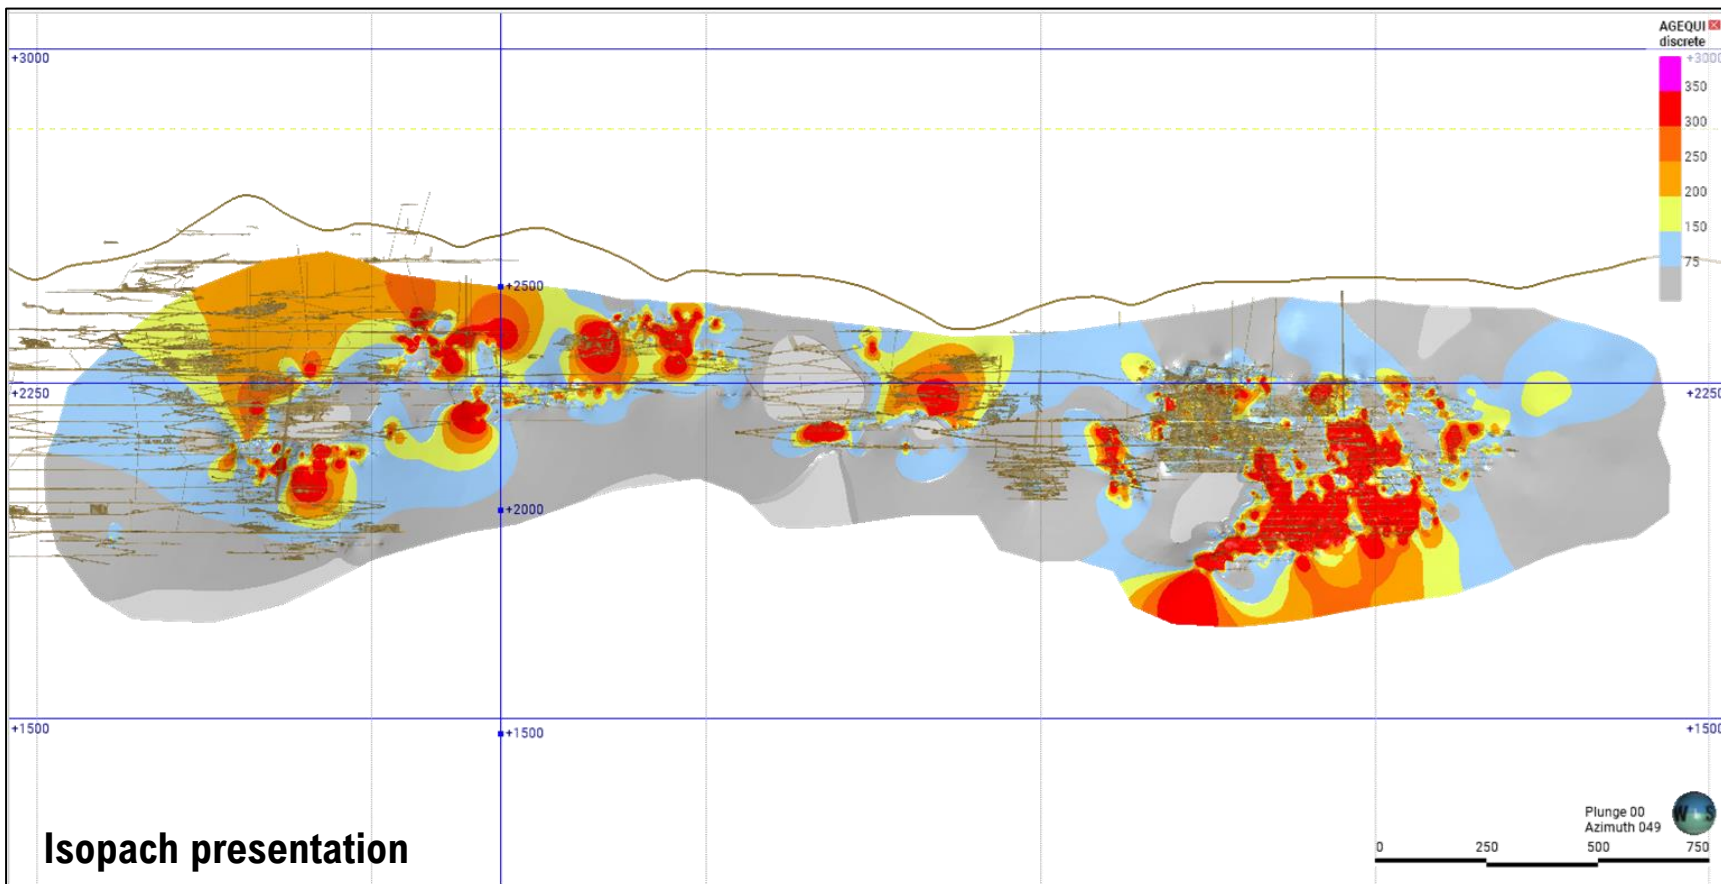 AGEQUI
discrete
+3000
+3000
350
300
250
200
150
75
+2500
+2250
+2250
+2000
+1500
+1500
+1500
Plunge 00
Azimuth 049
W S
0 250 500 750
Isopach presentation